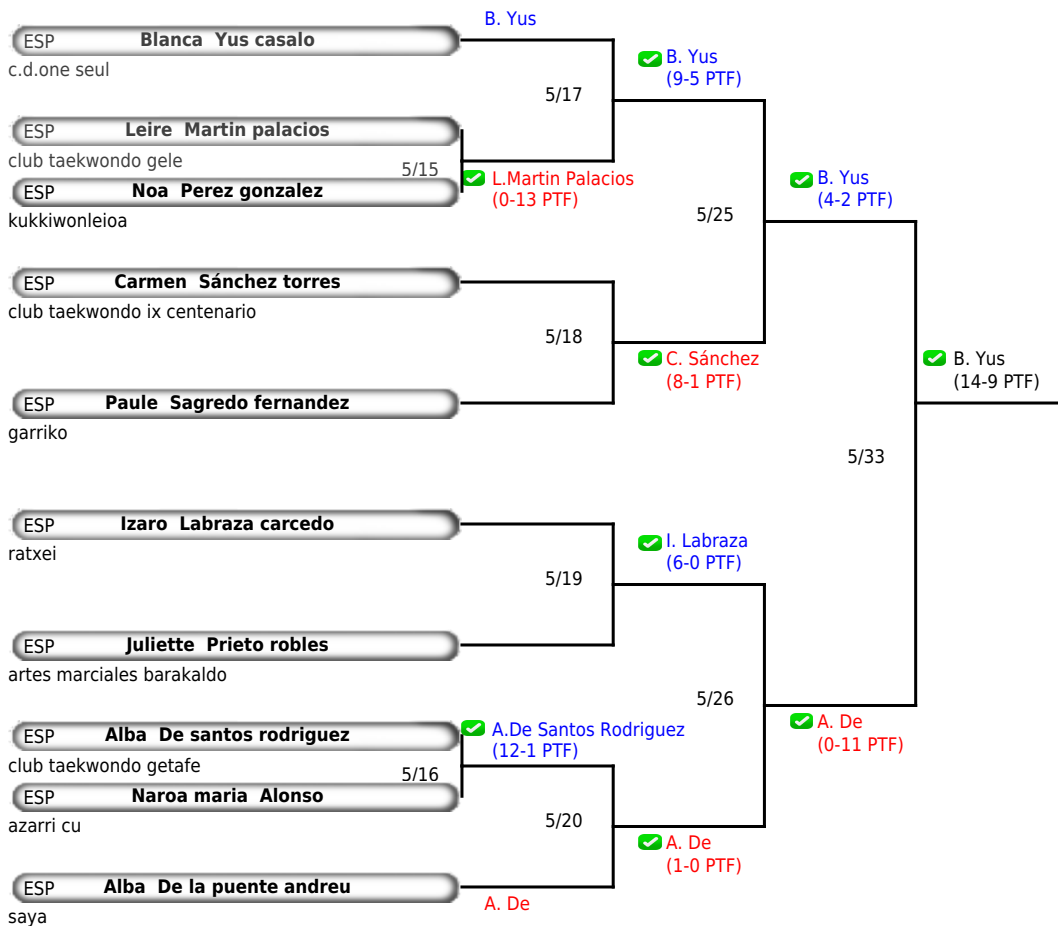 B. Yus
ESP Blanca Yus casalo
c.d.one seul
B. Yus
(9-5 PTF)
5/17
ESP Leire Martin palacios
club taekwondo gele
5/15
L.Martin Palacios
(0-13 PTF)
ESP Noa Perez gonzalez
kukkiwonleioa
B. Yus
(4-2 PTF)
5/25
ESP Carmen Sánchez torres
club taekwondo ix centenario
5/18
C. Sánchez
(8-1 PTF)
B. Yus
(14-9 PTF)
ESP Paule Sagredo fernandez
garriko
5/33
ESP Izaro Labraza carcedo
ratxei
I. Labraza
(6-0 PTF)
5/19
ESP Juliette Prieto robles
artes marciales barakaldo
5/26
A. De
(0-11 PTF)
ESP Alba De santos rodriguez
club taekwondo getafe
A.De Santos Rodriguez
(12-1 PTF)
5/16
ESP Naroa maria Alonso
azarri cu
5/20
A. De
(1-0 PTF)
ESP Alba De la puente andreu
saya
A. De